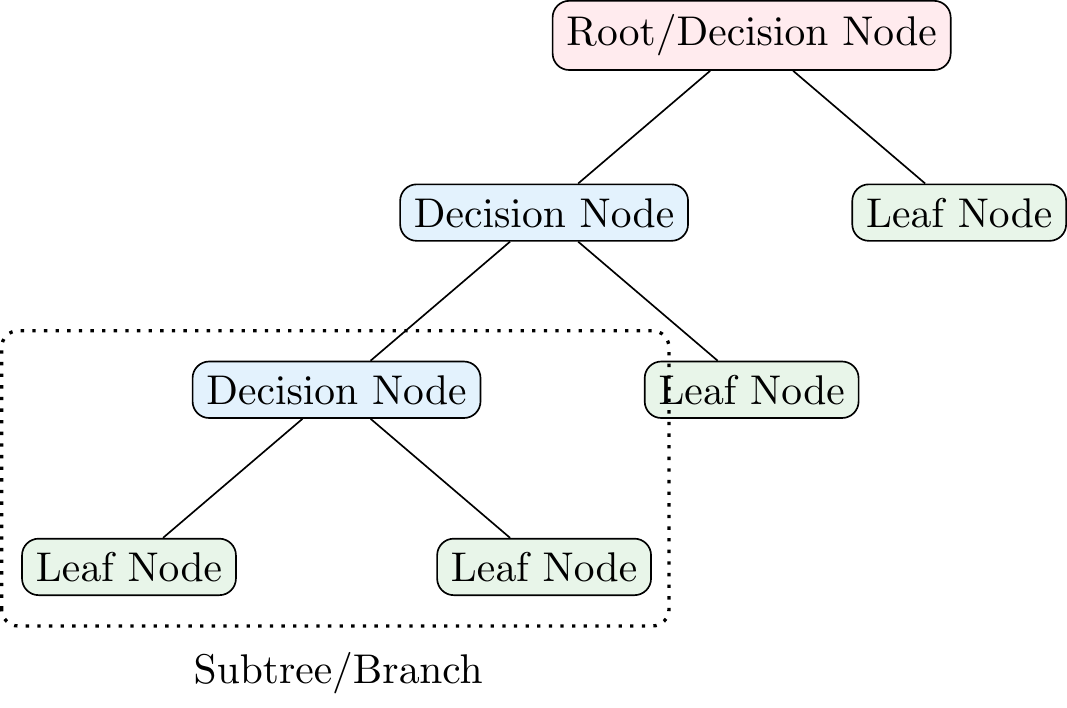 Root/Decision Node
Decision Node
Leaf Node
Decision Node
Leaf Node
Leaf Node
Leaf Node
Subtree/Branch